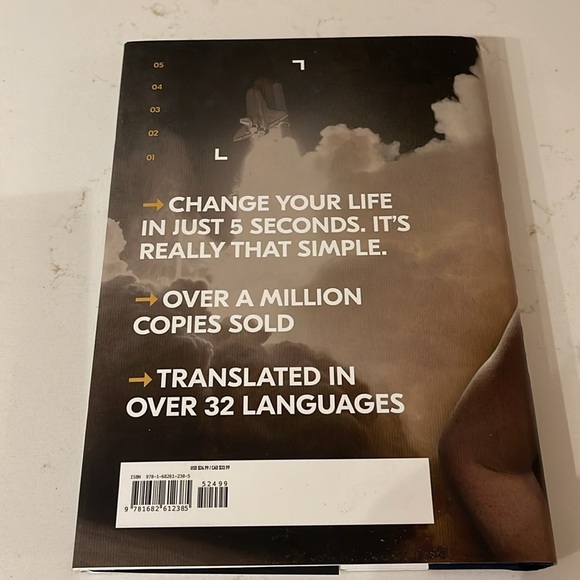 05
04
03
02
01
→ CHANGE YOUR LIFE
IN JUST 5 SECONDS. IT'S
REALLY THAT SIMPLE.
→ OVER A MILLION
COPIES SOLD
→ TRANSLATED IN
OVER 32 LANGUAGES
USD $24.99 / CAD $33.99
ISBN 978-1-68261-238-5
52499
9 781682 612385